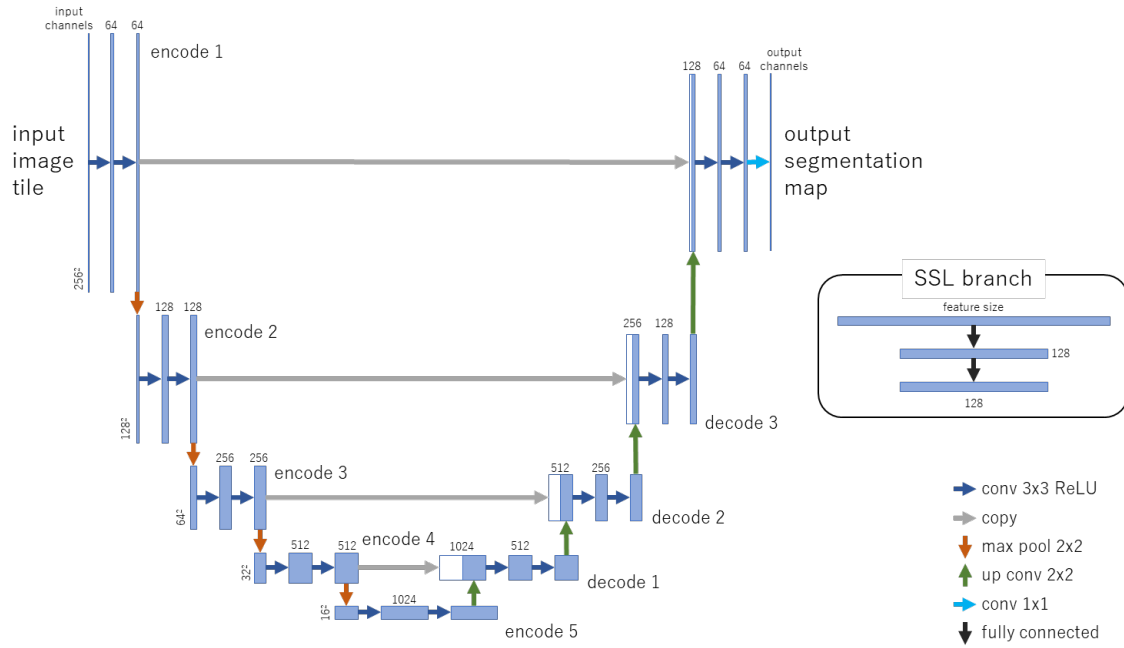 input
channels
64
64
encode 1
input
image
tile
256²
128
64
64
output
channels
output
segmentation
map
128
128
encode 2
128²
256
128
decode 3
SSL branch
feature size
128
128
256
256
encode 3
64²
512
256
decode 2
512
512
encode 4
32²
1024
512
decode 1
16²
1024
encode 5
conv 3x3 ReLU
copy
max pool 2x2
up conv 2x2
conv 1x1
fully connected